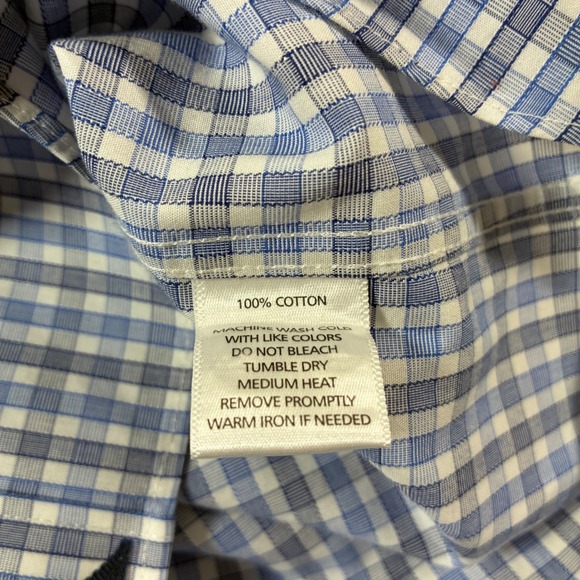 100% COTTON
MACHINE WASH COLD
WITH LIKE COLORS
DO NOT BLEACH
TUMBLE DRY
MEDIUM HEAT
REMOVE PROMPTLY
WARM IRON IF NEEDED